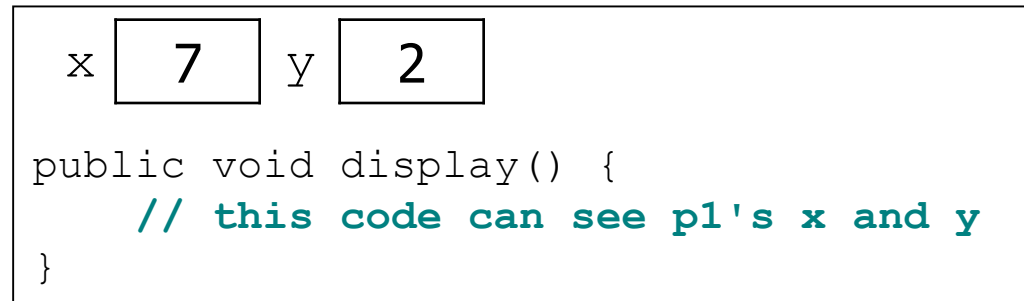 x 7 y 2
public void display() {
    // this code can see p1's x and y
}